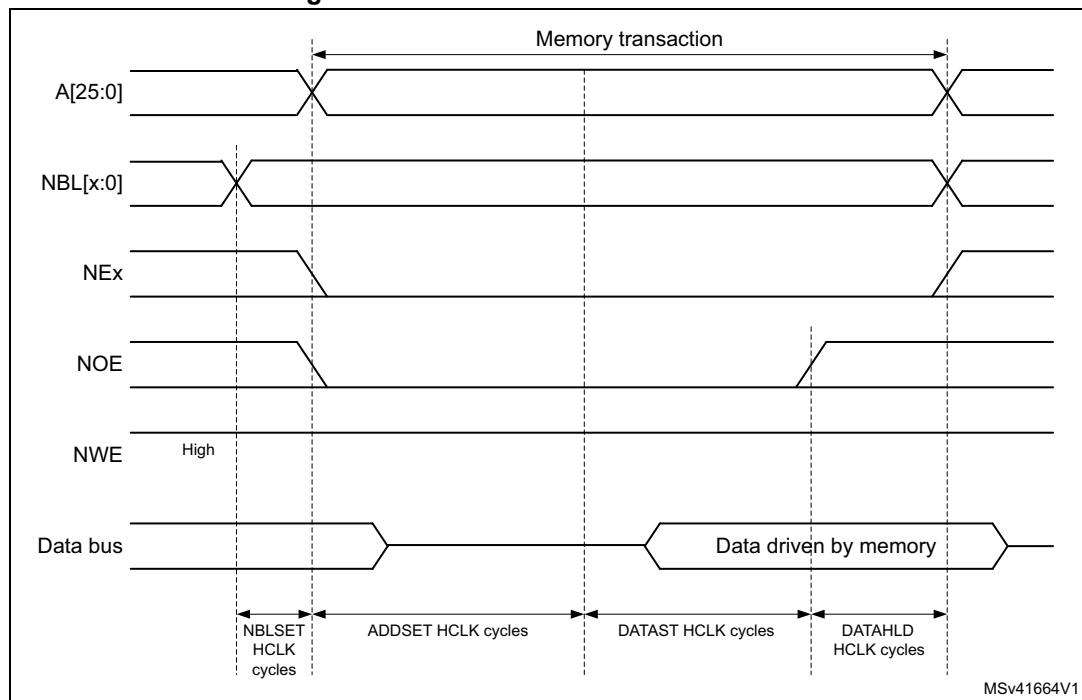 g
Memory transaction
A[25:0]
NBL[x:0]
NEx
NOE
NWE
High
Data bus
Data driven by memory
NBLSET
HCLK
cycles
ADDSET HCLK cycles
DATAST HCLK cycles
DATAHLD
HCLK cycles
MSv41664V1